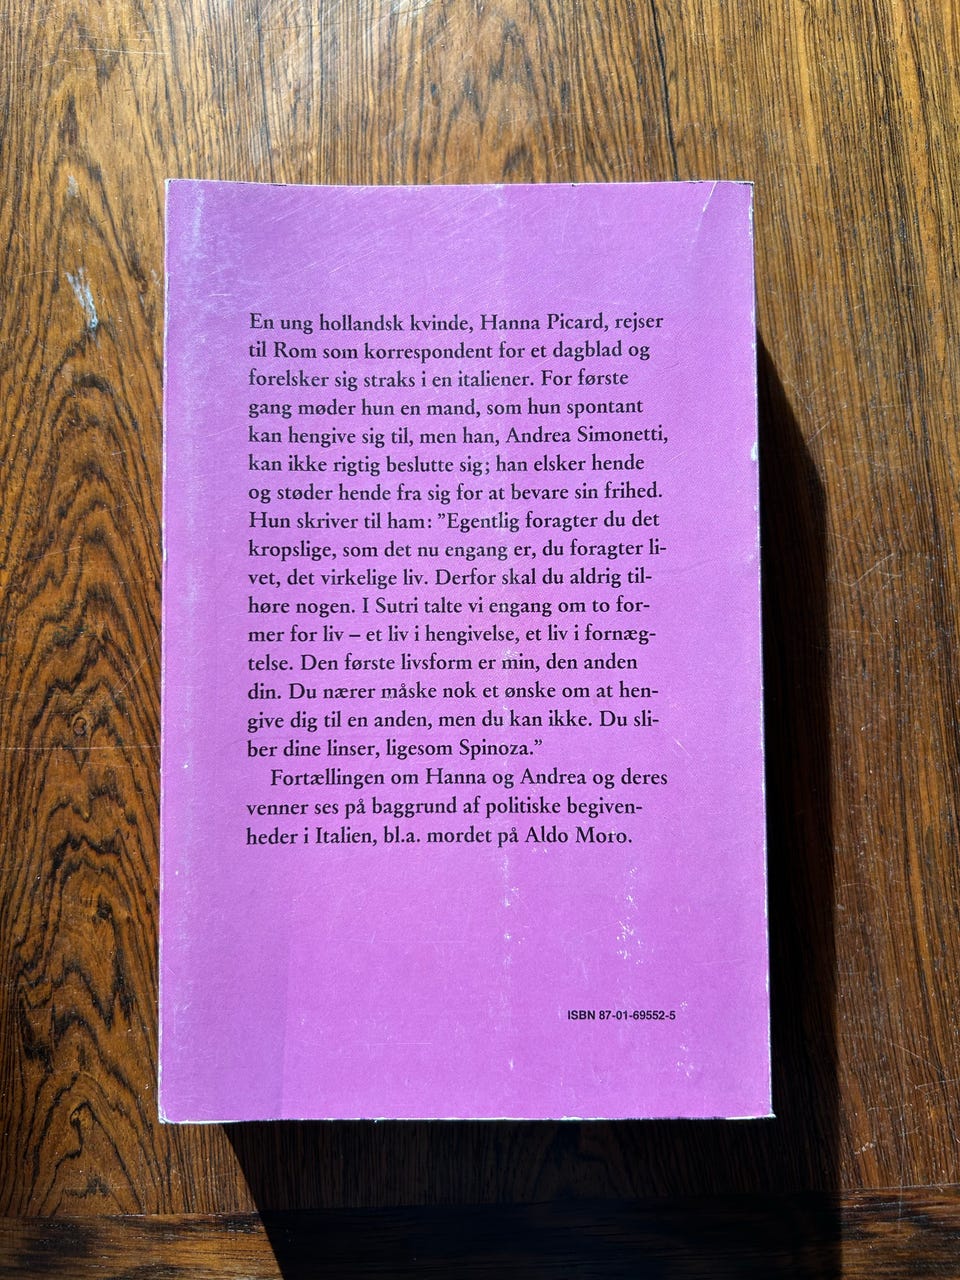 En ung hollandsk kvinde, Hanna Picard, rejser
til Rom som korrespondent for et dagblad og
forelsker sig straks i en italiener. For første
gang møder hun en mand, som hun spontant
kan hengive sig til, men han, Andrea Simonetti,
kan ikke rigtig beslutte sig; han elsker hende
og støder hende fra sig for at bevare sin frihed.
Hun skriver til ham: ”Egentlig foragter du det
kropslige, som det nu engang er, du foragter li-
vet, det virkelige liv. Derfor skal du aldrig til-
høre nogen. I Sutri talte vi engang om to for-
mer for liv – et liv i hengivelse, et liv i fornæg-
telse. Den første livsform er min, den anden
din. Du nærer måske nok et ønske om at hen-
give dig til en anden, men du kan ikke. Du sli-
ber dine linser, ligesom Spinoza.”
Fortællingen om Hanna og Andrea og deres
venner ses på baggrund af politiske begiven-
heder i Italien, bl.a. mordet på Aldo Moro.
ISBN 87-01-69552-5